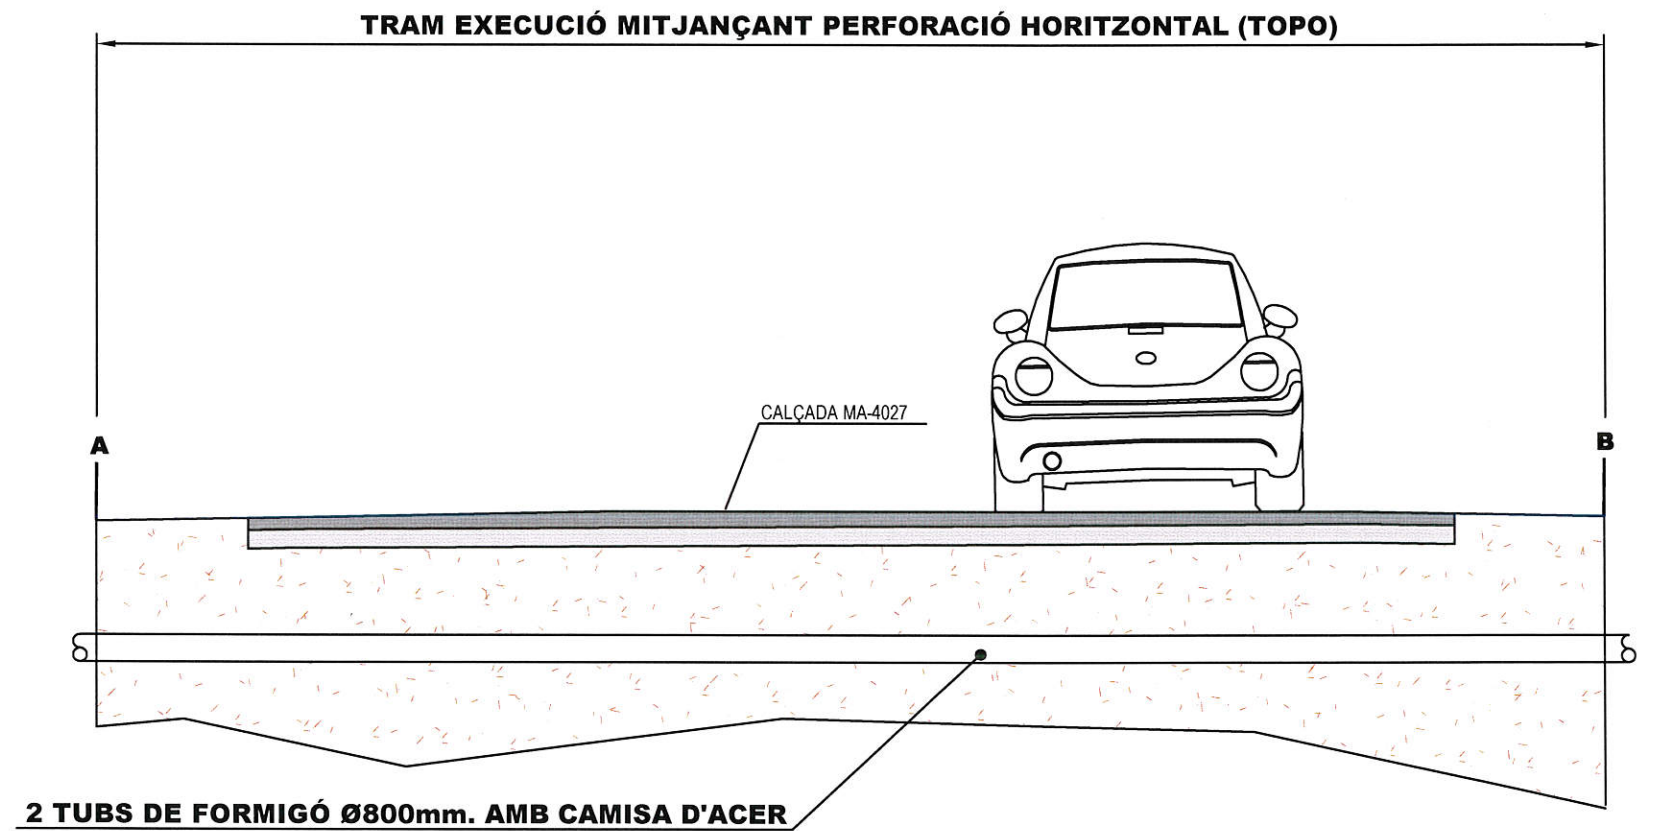 TRAM EXECUCIÓ MITJANÇANT PERFORACIÓ HORITZONTAL (TOPO)
CALÇADA MA-4027
A
B
2 TUBS DE FORMIGÓ Ø800mm. AMB CAMISA D'ACER